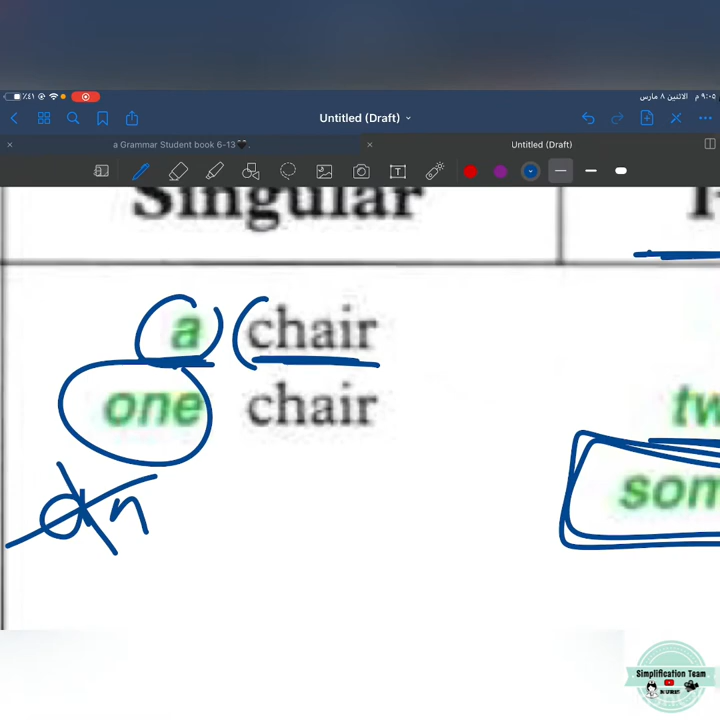 ٪٤١ ٩:٠٥ م الاثنين ٨ مارس
Untitled (Draft)
a Grammar Student book 6-13🖤.
Untitled (Draft)
T
Singular
a chair
one chair
an
Simplification Team